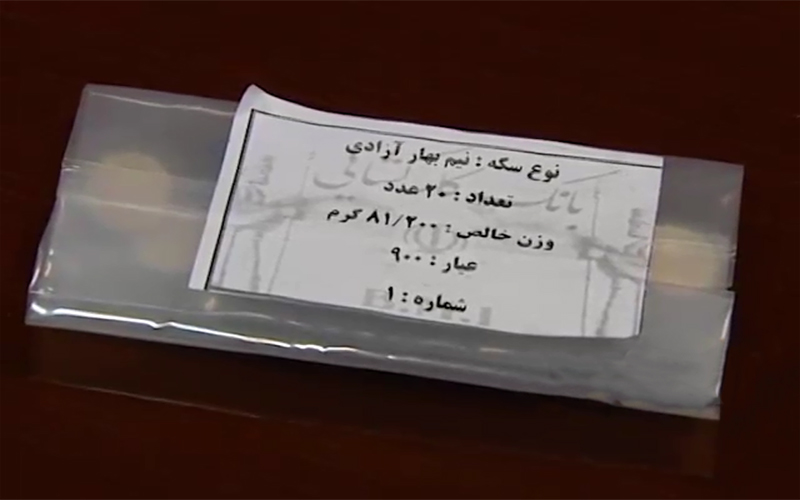 نوع سکه : نیم بهار آزادی
تعداد : ۲۰ عدد
وزن خالص : ۸۱/۲۰۰ گرم
عیار : ۹۰۰
شماره : ۱